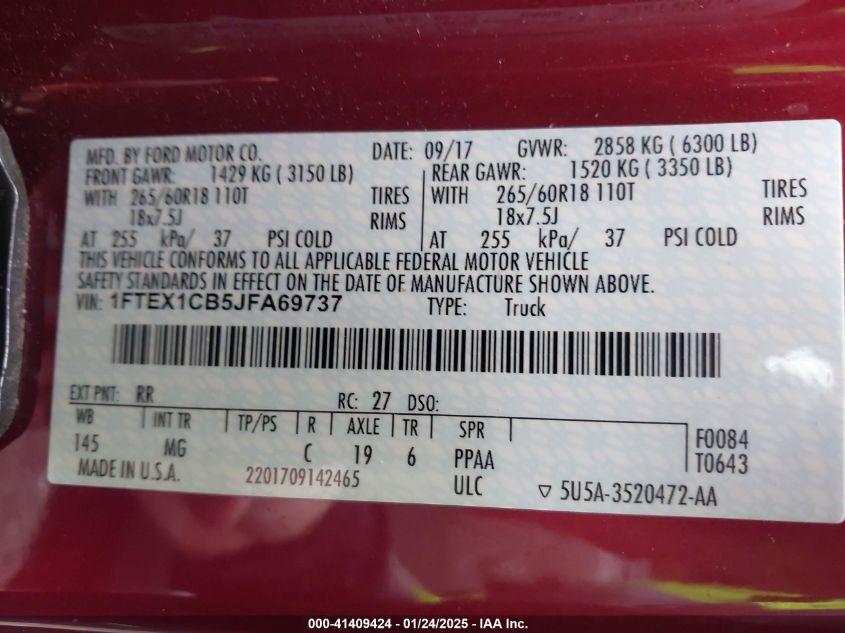 MFD. BY FORD MOTOR CO. DATE: 09/17 GVWR: 2858 KG ( 6300 LB)
FRONT GAWR: 1429 KG ( 3150 LB) REAR GAWR: 1520 KG ( 3350 LB)
WITH 265/60R18 110T TIRES WITH 265/60R18 110T TIRES
18x7.5J RIMS 18x7.5J RIMS
AT 255 kPa/ 37 PSI COLD AT 255 kPa/ 37 PSI COLD
THIS VEHICLE CONFORMS TO ALL APPLICABLE FEDERAL MOTOR VEHICLE
SAFETY STANDARDS IN EFFECT ON THE DATE OF MANUFACTURE SHOWN ABOVE.
VIN: 1FTEX1CB5JFA69737 TYPE: Truck
EXT PNT: RR RC: 27 DSO:
WB INT TR TP/PS R AXLE TR SPR F0084
145 MG C 19 6 PPAA T0643
MADE IN U.S.A. 2201709142465 ULC ▽ 5U5A-3520472-AA
000-41409424 - 01/24/2025 - IAA Inc.